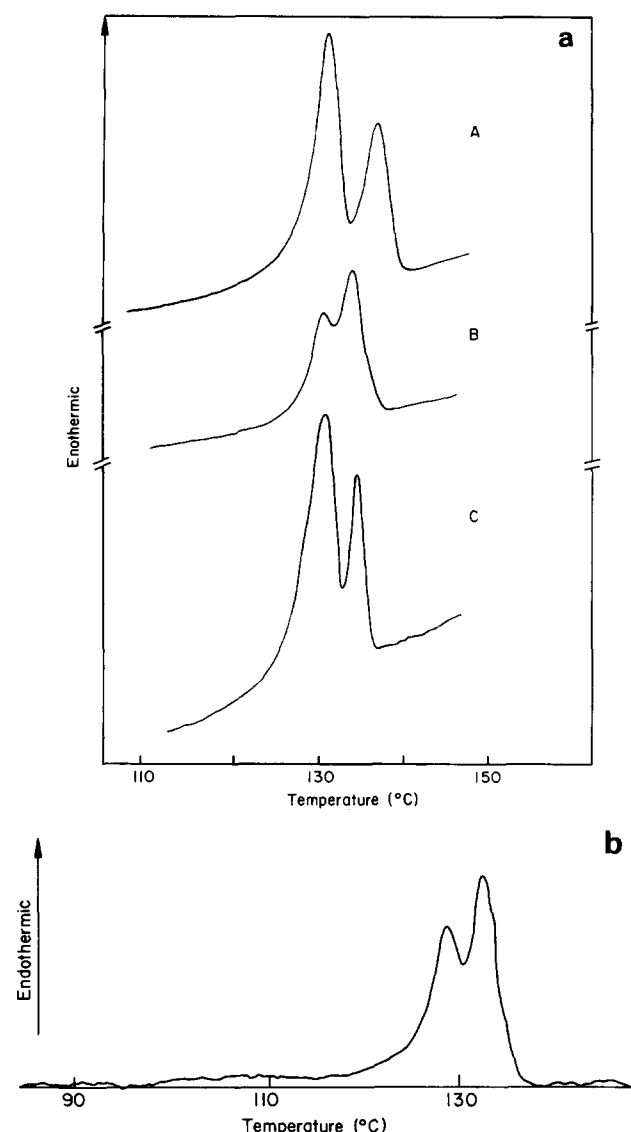 a
A
B
Enothermic
C
110 130 150
Temperature (°C)
b
Endothermic
90 110 130
Temperature (°C)